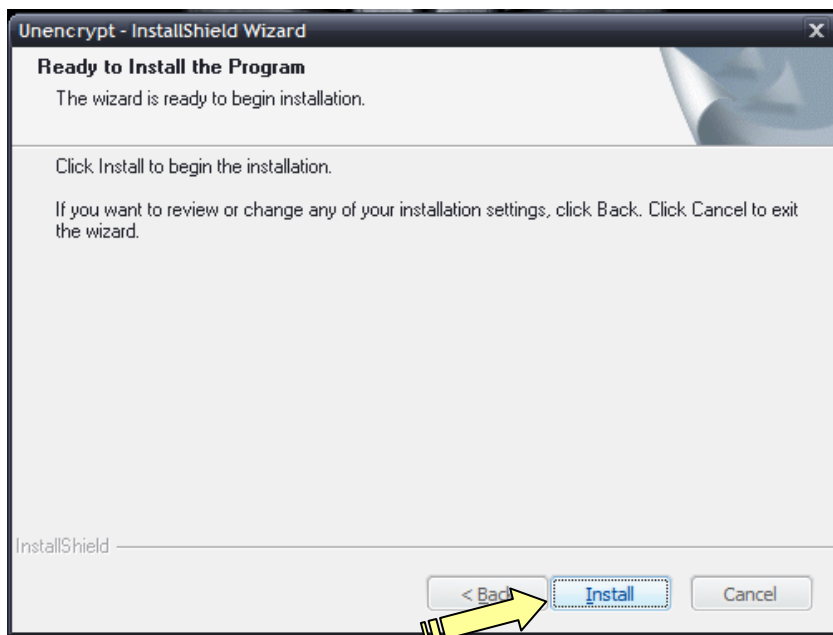 Unencrypt - InstallShield Wizard
Ready to Install the Program
The wizard is ready to begin installation.
Click Install to begin the installation.
If you want to review or change any of your installation settings, click Back. Click Cancel to exit
the wizard.
InstallShield
< Back Install Cancel